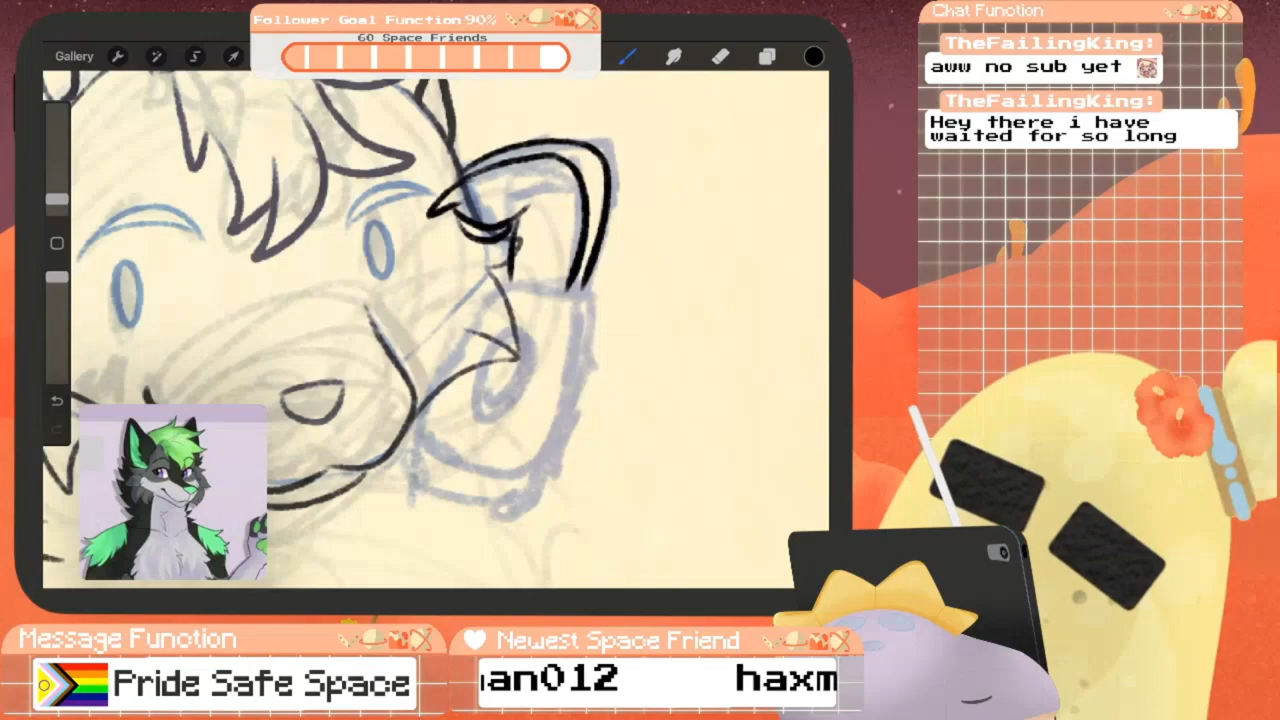 Follower Goal Function 90%
60 Space Friends
Gallery
Chat Function
TheFailingKing:
aww no sub yet
TheFailingKing:
Hey there i have
waited for so long
Message Function
Pride Safe Space
Newest Space Friend
an012 haxm